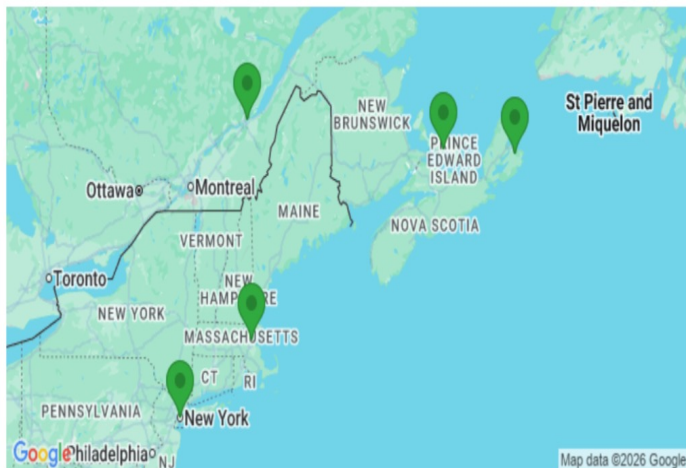 St Pierre and
Miquelon
NEW
BRUNSWICK
PRINCE
EDWARD
ISLAND
Ottawa
Montreal
MAINE
NOVA SCOTIA
VERMONT
Toronto
NEW
HAMPSHIRE
NEW YORK
MASSACHUSETTS
CT
RI
PENNSYLVANIA
New York
Google
Philadelphia
NJ
Map data ©2026 Google